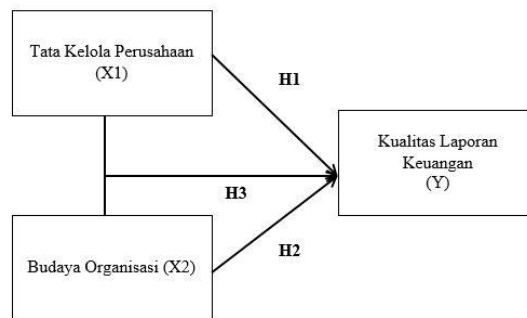 Tata Kelola Perusahaan
(X1)
H1
Kualitas Laporan
Keuangan
(Y)
H3
Budaya Organisasi (X2)
H2